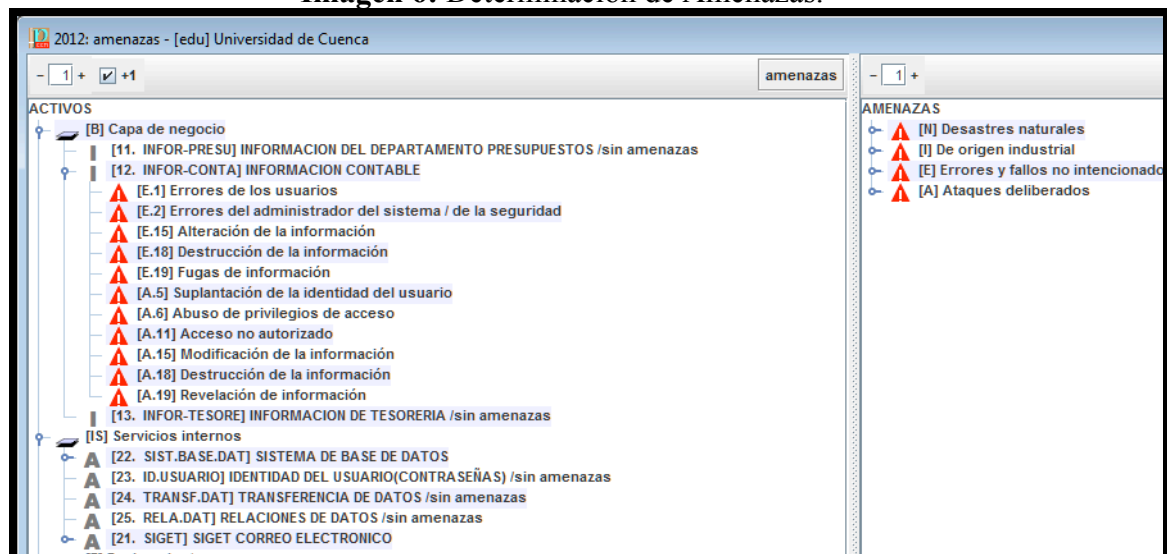 Imagen 6: Determinación de Amenazas.
2012: amenazas - [edu] Universidad de Cuenca
- 1 + +1 amenazas - 1 +
ACTIVOS
[B] Capa de negocio
[11. INFOR-PRESU] INFORMACION DEL DEPARTAMENTO PRESUPUESTOS /sin amenazas
[12. INFOR-CONTA] INFORMACION CONTABLE
[E.1] Errores de los usuarios
[E.2] Errores del administrador del sistema / de la seguridad
[E.15] Alteración de la información
[E.18] Destrucción de la información
[E.19] Fugas de información
[A.5] Suplantación de la identidad del usuario
[A.6] Abuso de privilegios de acceso
[A.11] Acceso no autorizado
[A.15] Modificación de la información
[A.18] Destrucción de la información
[A.19] Revelación de información
[13. INFOR-TESORE] INFORMACION DE TESORERIA /sin amenazas
[IS] Servicios internos
[22. SIST.BASE.DAT] SISTEMA DE BASE DE DATOS
[23. ID.USUARIO] IDENTIDAD DEL USUARIO(CONTRASEÑAS) /sin amenazas
[24. TRANSF.DAT] TRANSFERENCIA DE DATOS /sin amenazas
[25. RELA.DAT] RELACIONES DE DATOS /sin amenazas
[21. SIGET] SIGET CORREO ELECTRONICO
AMENAZAS
[N] Desastres naturales
[I] De origen industrial
[E] Errores y fallos no intencionado
[A] Ataques deliberados